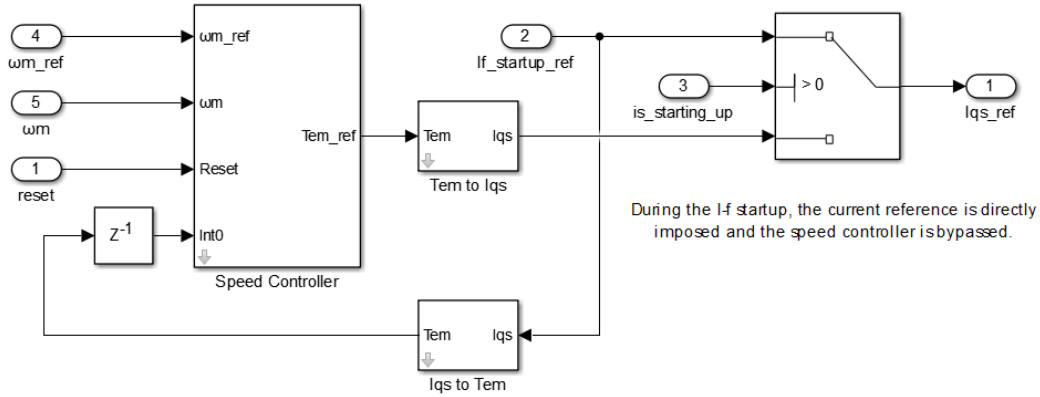 4
ωm_ref
5
ωm
1
reset
z-1
ωm_ref
ωm
Reset
Int0
Tem_ref
Speed Controller
2
If_startup_ref
3
is_starting_up
Tem Iqs
Tem to Iqs
> 0
1
Iqs_ref
During the I-f startup, the current reference is directly
imposed and the speed controller is bypassed.
Tem Iqs
Iqs to Tem